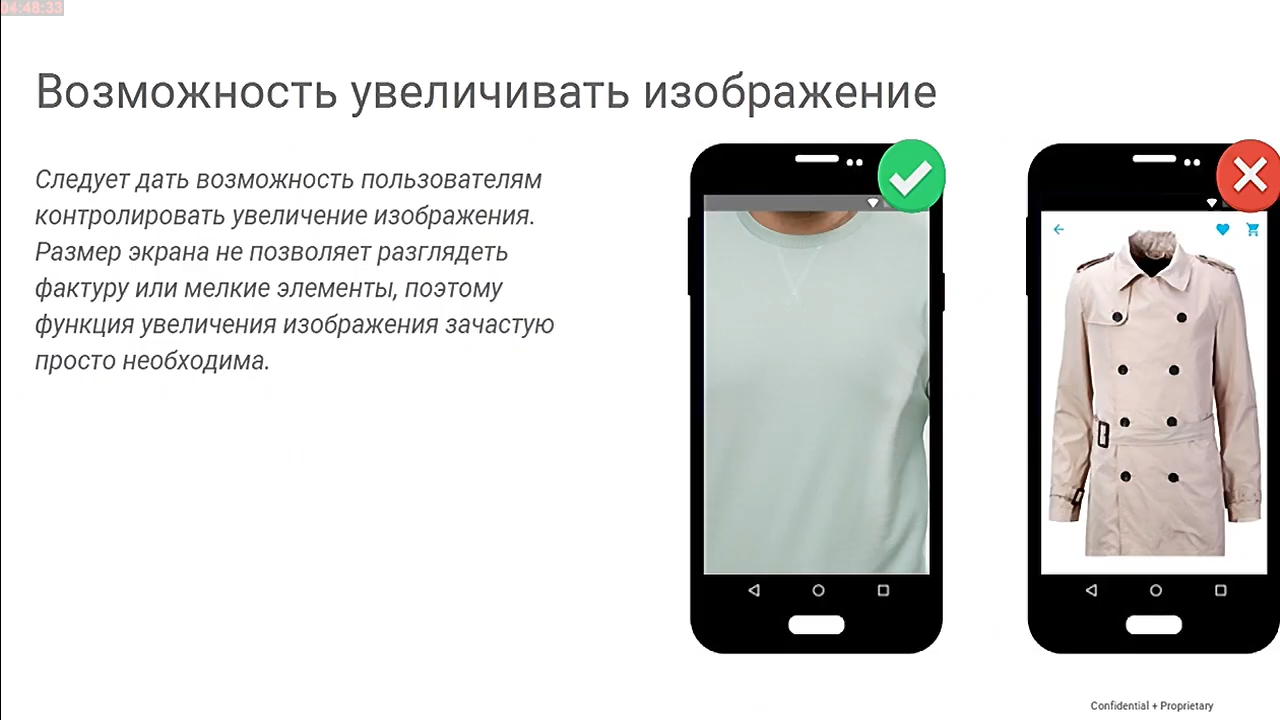 04:48:33
Возможность увеличивать изображение
Следует дать возможность пользователям
контролировать увеличение изображения.
Размер экрана не позволяет разглядеть
фактуру или мелкие элементы, поэтому
функция увеличения изображения зачастую
просто необходима.
Confidential + Proprietary